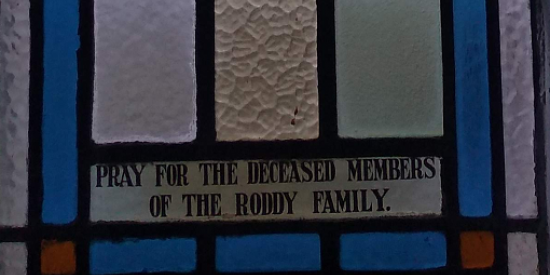 PRAY FOR THE DECEASED MEMBERS
OF THE RODDY FAMILY.